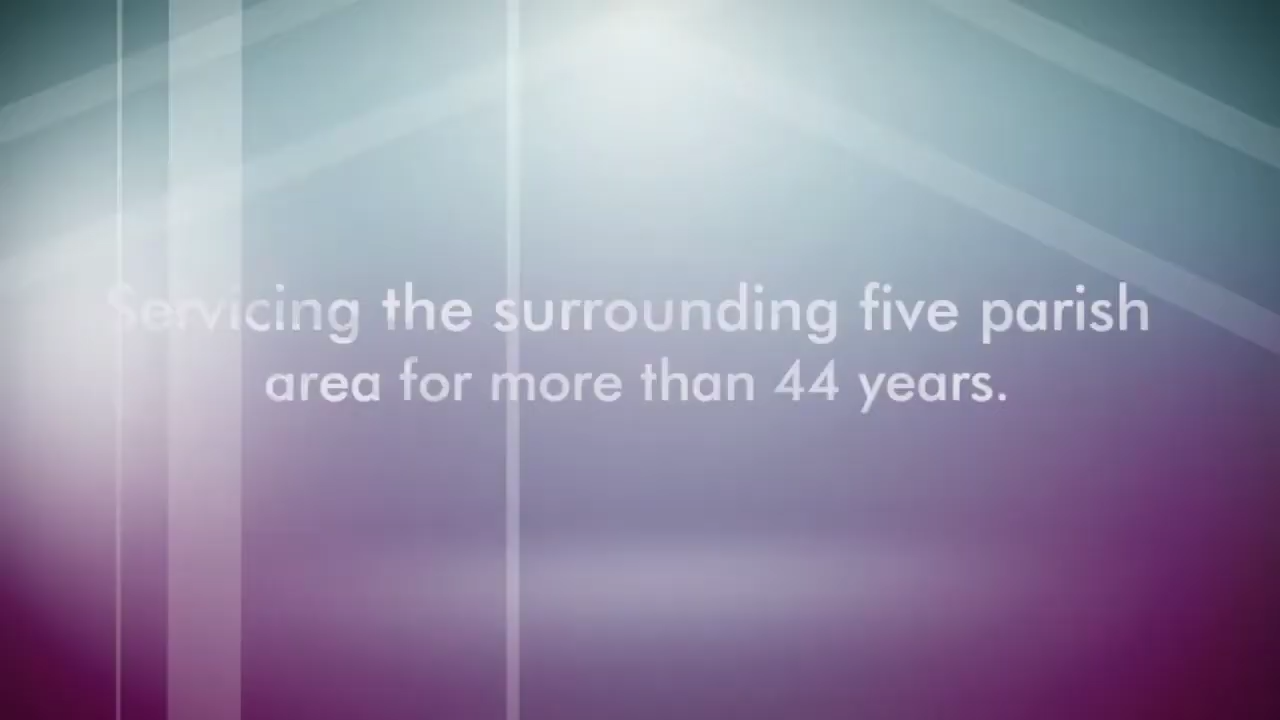 Servicing the surrounding five parish
area for more than 44 years.